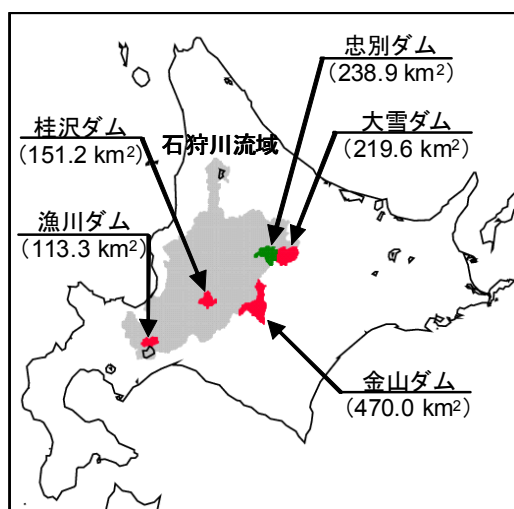 忠別ダム
(238.9 km²)
桂沢ダム
(151.2 km²)
石狩川流域
大雪ダム
(219.6 km²)
漁川ダム
(113.3 km²)
金山ダム
(470.0 km²)